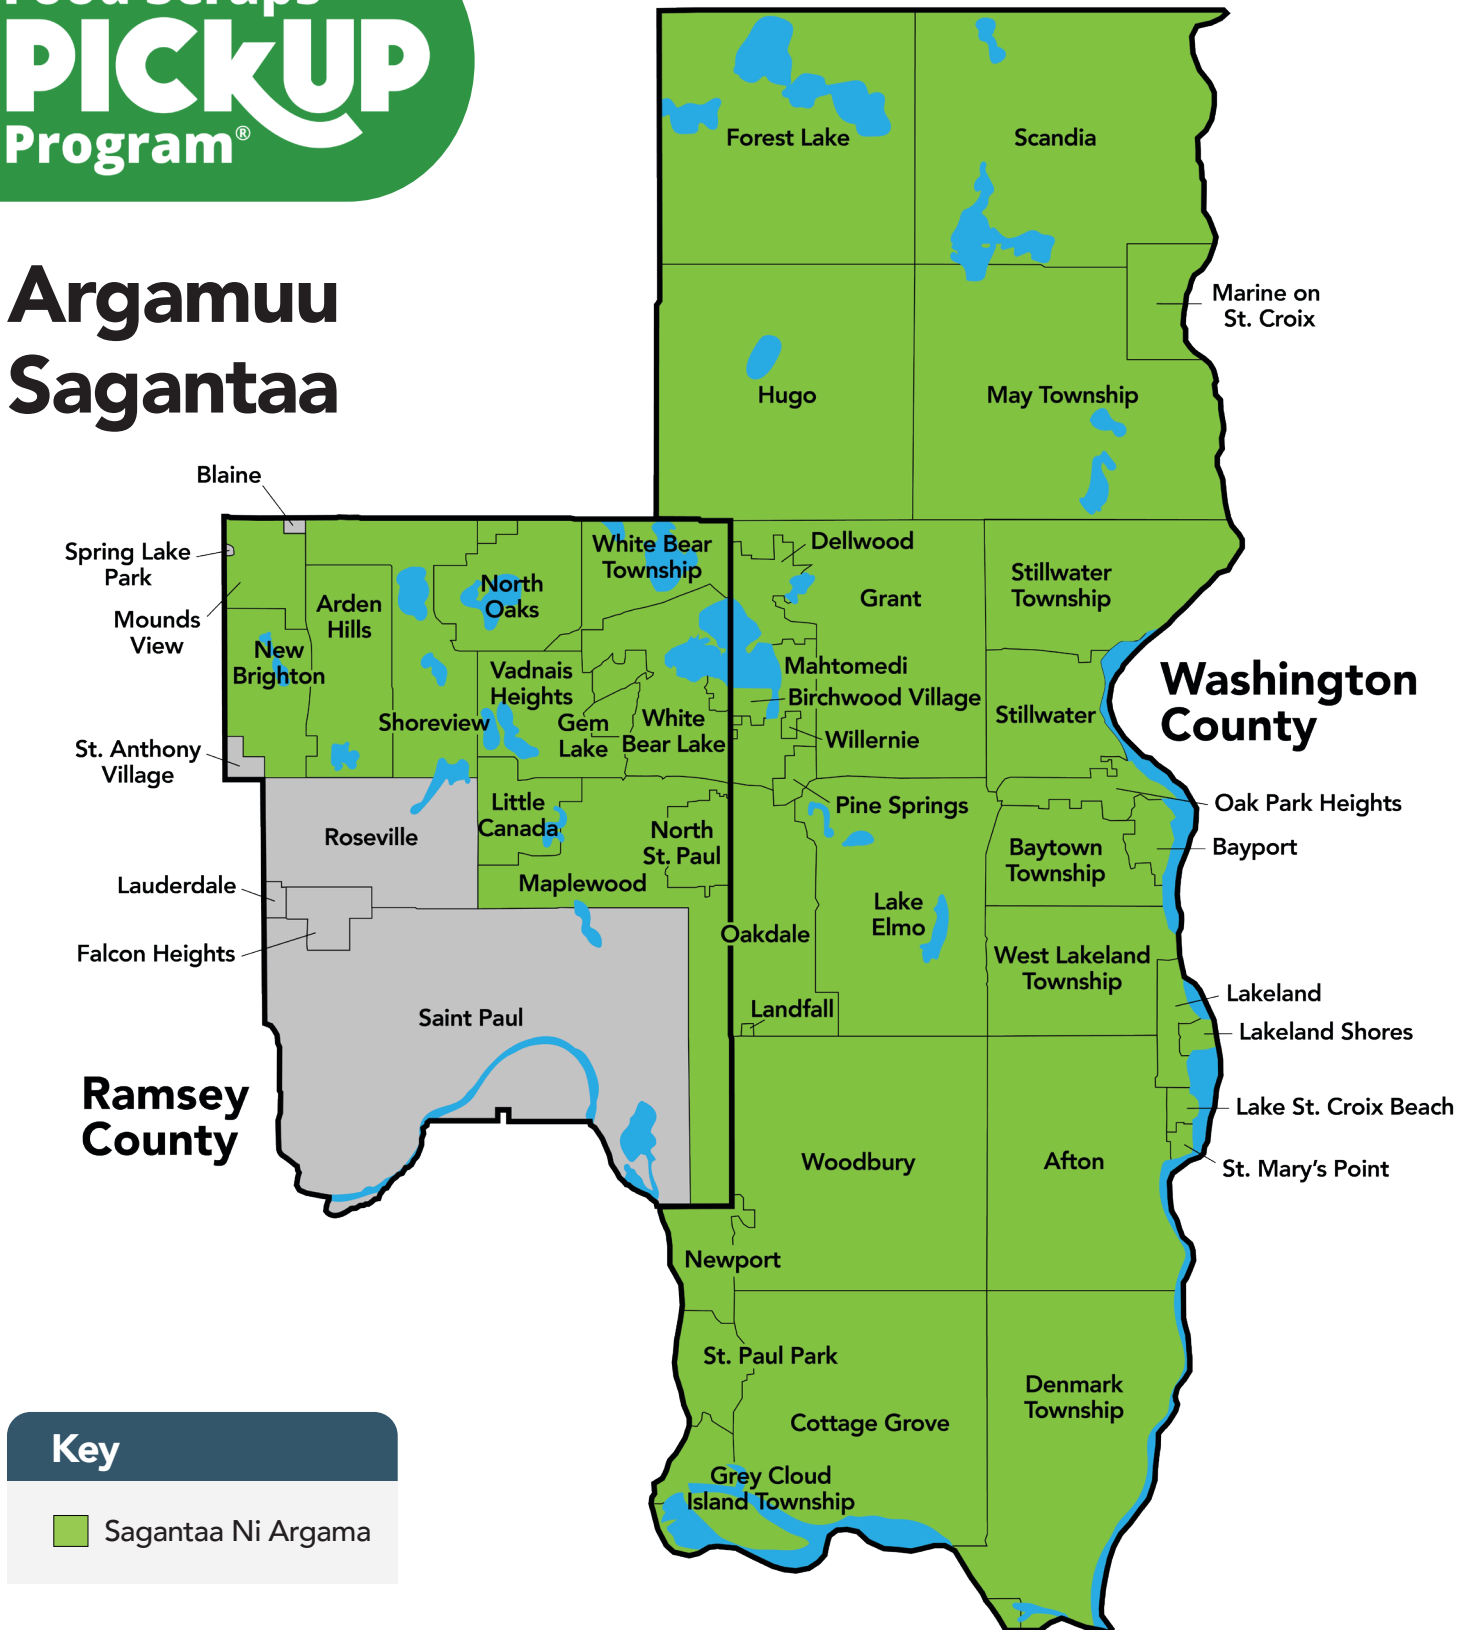 Food Scraps
PICKUP
Program®
Argamuu
Sagantaa
Forest Lake
Scandia
Marine on
St. Croix
Hugo
May Township
Blaine
Spring Lake
Park
Mounds
View
New
Brighton
Arden
Hills
Shoreview
North
Oaks
White Bear
Township
Vadnais
Heights
Gem
Lake
White
Bear Lake
St. Anthony
Village
Dellwood
Grant
Stillwater
Township
Mahtomedi
Birchwood Village
Willernie
Stillwater
Washington
County
Roseville
Little
Canada
North
St. Paul
Maplewood
Pine Springs
Oak Park Heights
Baytown
Township
Bayport
Lauderdale
Falcon Heights
Lake
Elmo
Oakdale
West Lakeland
Township
Landfall
Lakeland
Lakeland Shores
Saint Paul
Ramsey
County
Lake St. Croix Beach
St. Mary's Point
Woodbury
Afton
Newport
St. Paul Park
Cottage Grove
Denmark
Township
Grey Cloud
Island Township
Key
Sagantaa Ni Argama